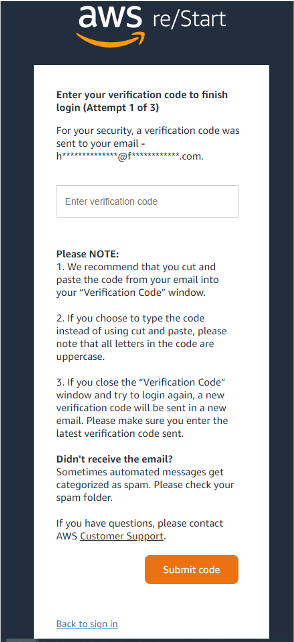 aws re/Start
Enter your verification code to finish
login (Attempt 1 of 3)
For your security, a verification code was
sent to your email -
h**************@f************.com.
Enter verification code
Please NOTE:
1. We recommend that you cut and
paste the code from your email into
your “Verification Code” window.
2. If you choose to type the code
instead of using cut and paste, please
note that all letters in the code are
uppercase.
3. If you close the “Verification Code”
window and try to login again, a new
verification code will be sent in a new
email. Please make sure you enter the
latest verification code sent.
Didn't receive the email?
Sometimes automated messages get
categorized as spam. Please check your
spam folder.
If you have questions, please contact
AWS Customer Support.
Submit code
Back to sign in